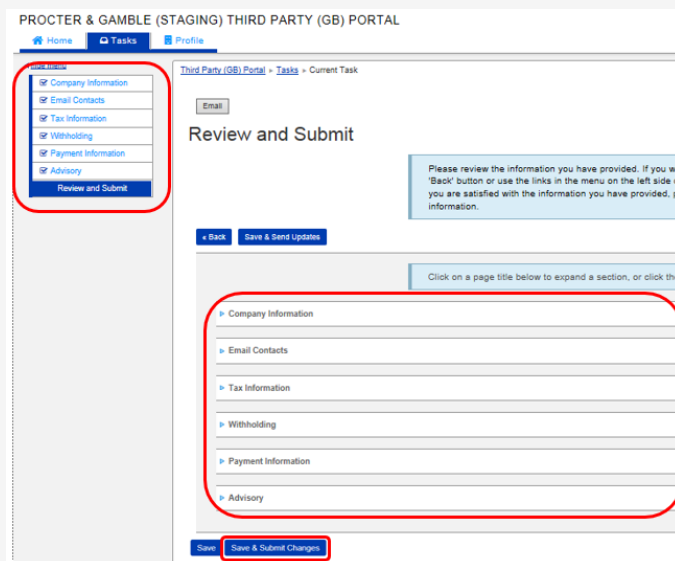 PROCTER & GAMBLE (STAGING) THIRD PARTY (GB) PORTAL
Home Tasks Profile
Hide menu
Company Information
Email Contacts
Tax Information
Withholding
Payment Information
Advisory
Review and Submit
Third Party (GB) Portal » Tasks » Current Task
Email
Review and Submit
Please review the information you have provided. If you w
'Back' button or use the links in the menu on the left side
you are satisfied with the information you have provided,
information.
« Back Save & Send Updates
Click on a page title below to expand a section, or click the
Company Information
Email Contacts
Tax Information
Withholding
Payment Information
Advisory
Save Save & Submit Changes